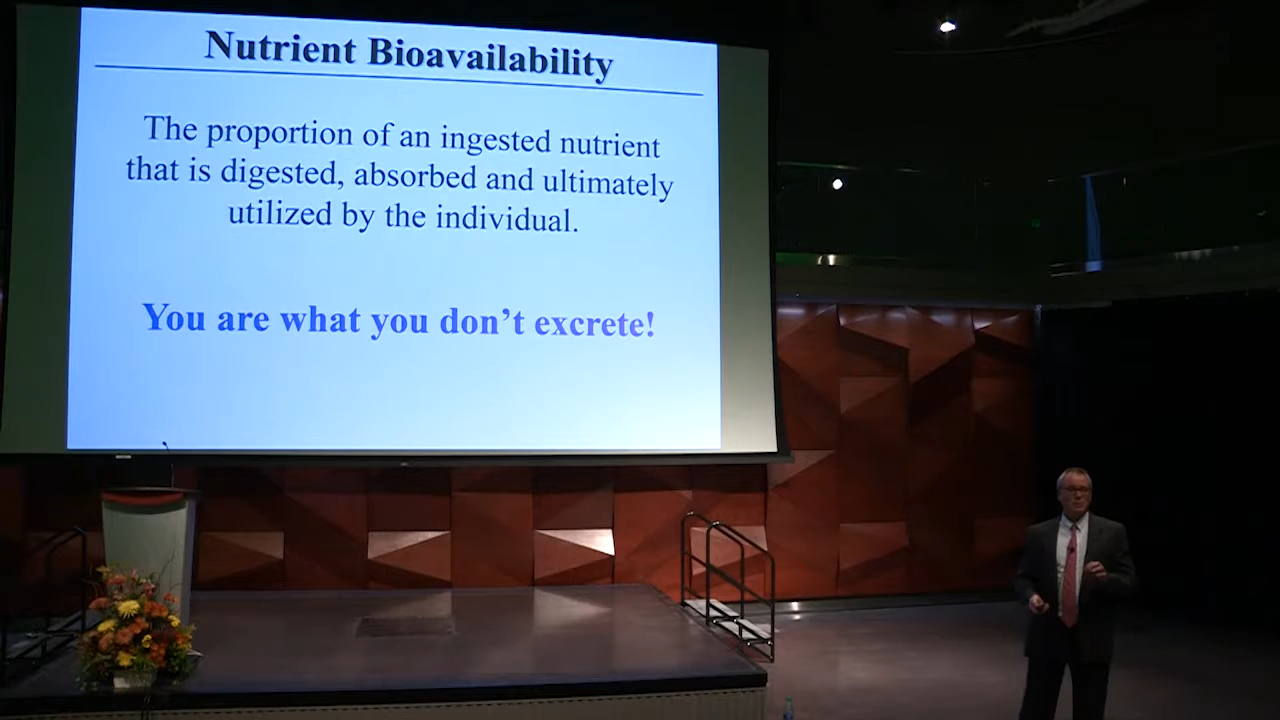 Nutrient Bioavailability
The proportion of an ingested nutrient
that is digested, absorbed and ultimately
utilized by the individual.
You are what you don't excrete!